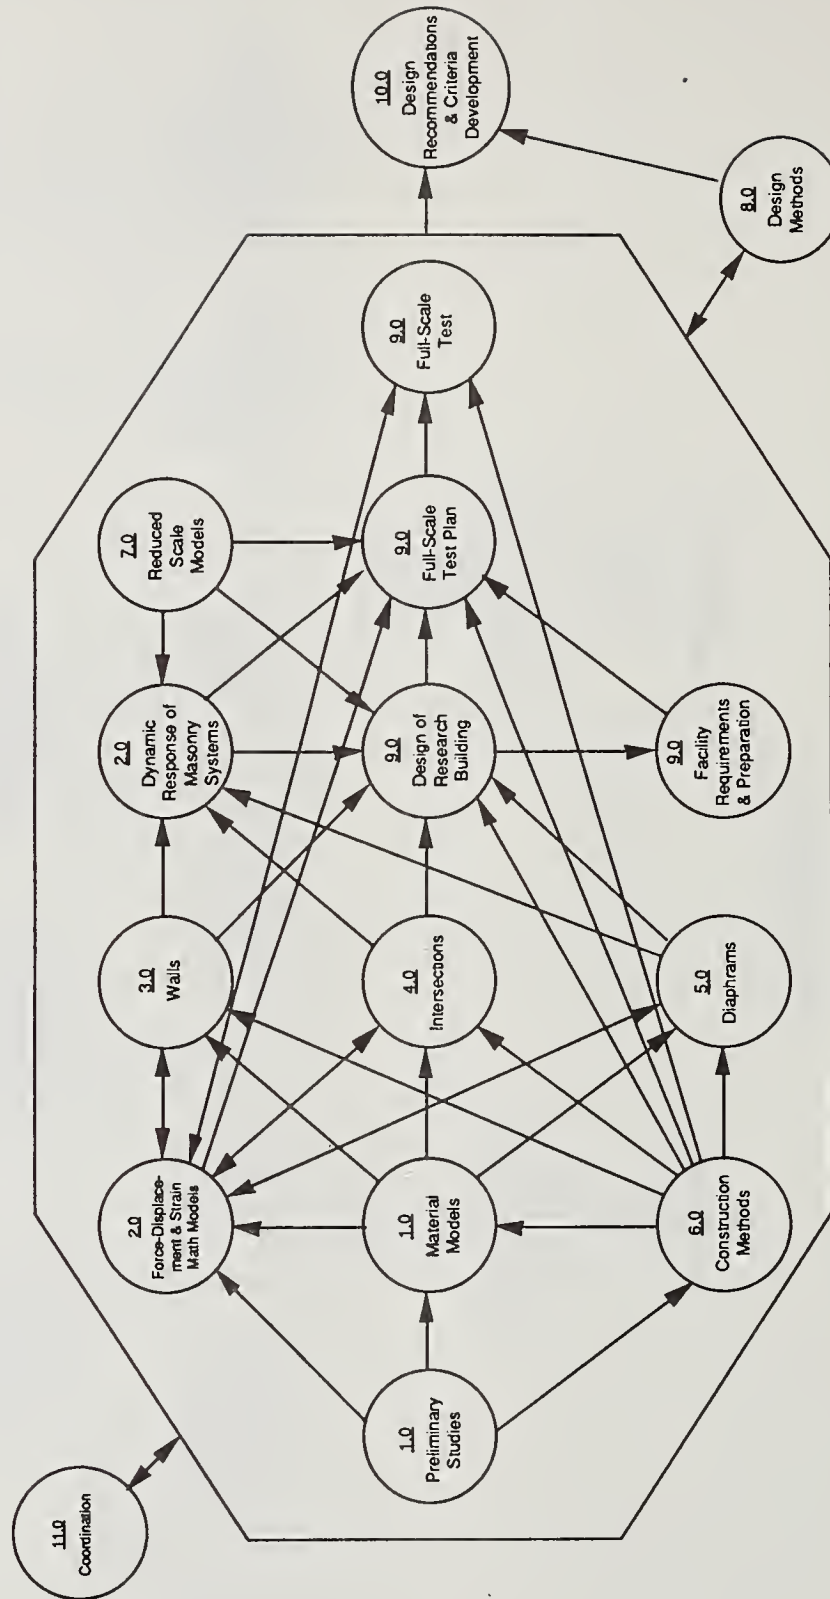 11.0
Coordination
1.0
Preliminary
Studies
2.0
Force-Displace-
ment & Strain
Math Models
1.0
Material
Models
6.0
Construction
Methods
3.0
Walls
4.0
Intersections
5.0
Diaphrams
2.0
Dynamic
Response of
Masonry
Systems
9.0
Design of
Research
Building
9.0
Facility
Requirements
& Preparation
7.0
Reduced
Scale
Models
9.0
Full-Scale
Test Plan
9.0
Full-Scale
Test
10.0
Design
Recommendations
& Criteria
Development
8.0
Design
Methods